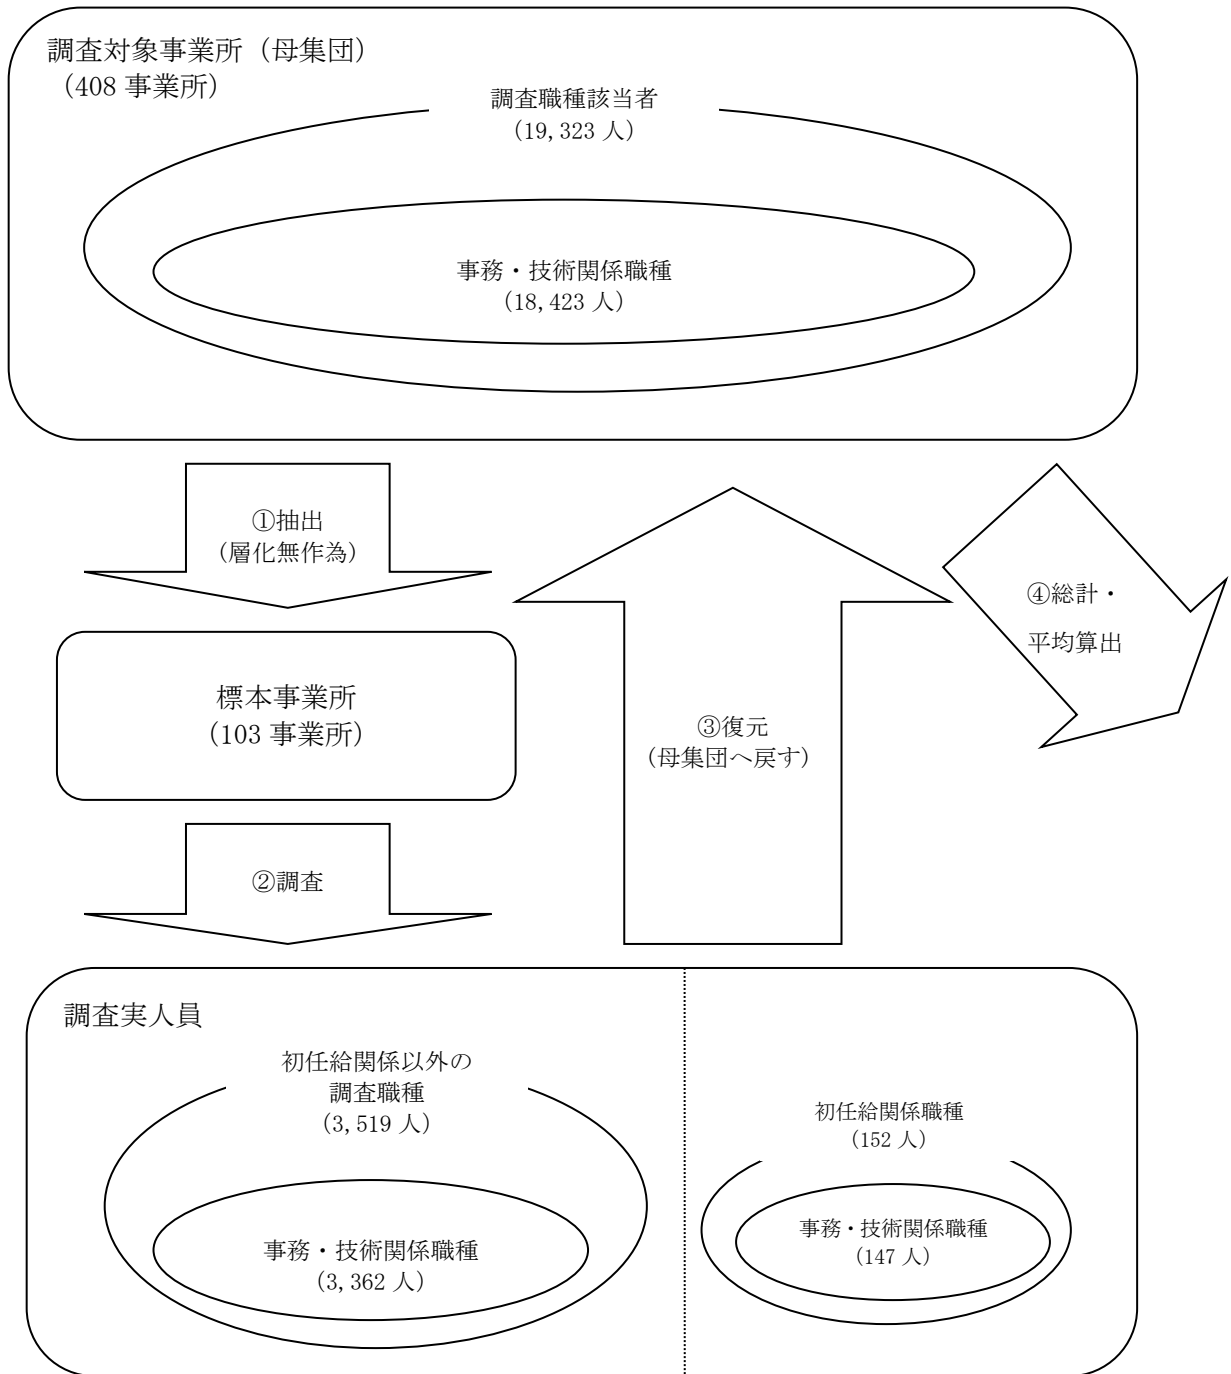 調査対象事業所（母集団）
（408 事業所）
調査職種該当者
（19,323 人）
事務・技術関係職種
（18,423 人）
①抽出
（層化無作為）
標本事業所
（103 事業所）
②調査
③復元
（母集団へ戻す）
④総計・
平均算出
調査実人員
初任給関係以外の
調査職種
（3,519 人）
事務・技術関係職種
（3,362 人）
初任給関係職種
（152 人）
事務・技術関係職種
（147 人）